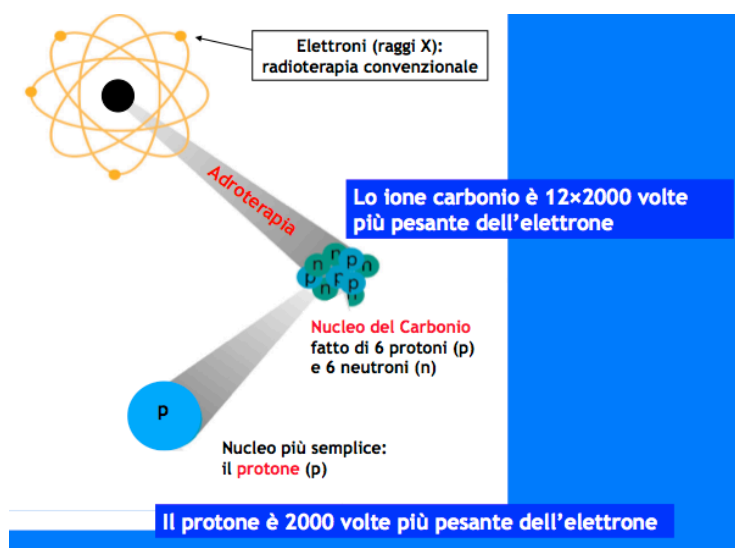 Elettroni (raggi X):
radioterapia convenzionale
Adroterapia
Lo ione carbonio è 12×2000 volte
più pesante dell'elettrone
n
n
p
n
p
p
n
p
n
Nucleo del Carbonio
fatto di 6 protoni (p)
e 6 neutroni (n)
p
Nucleo più semplice:
il protone (p)
Il protone è 2000 volte più pesante dell'elettrone